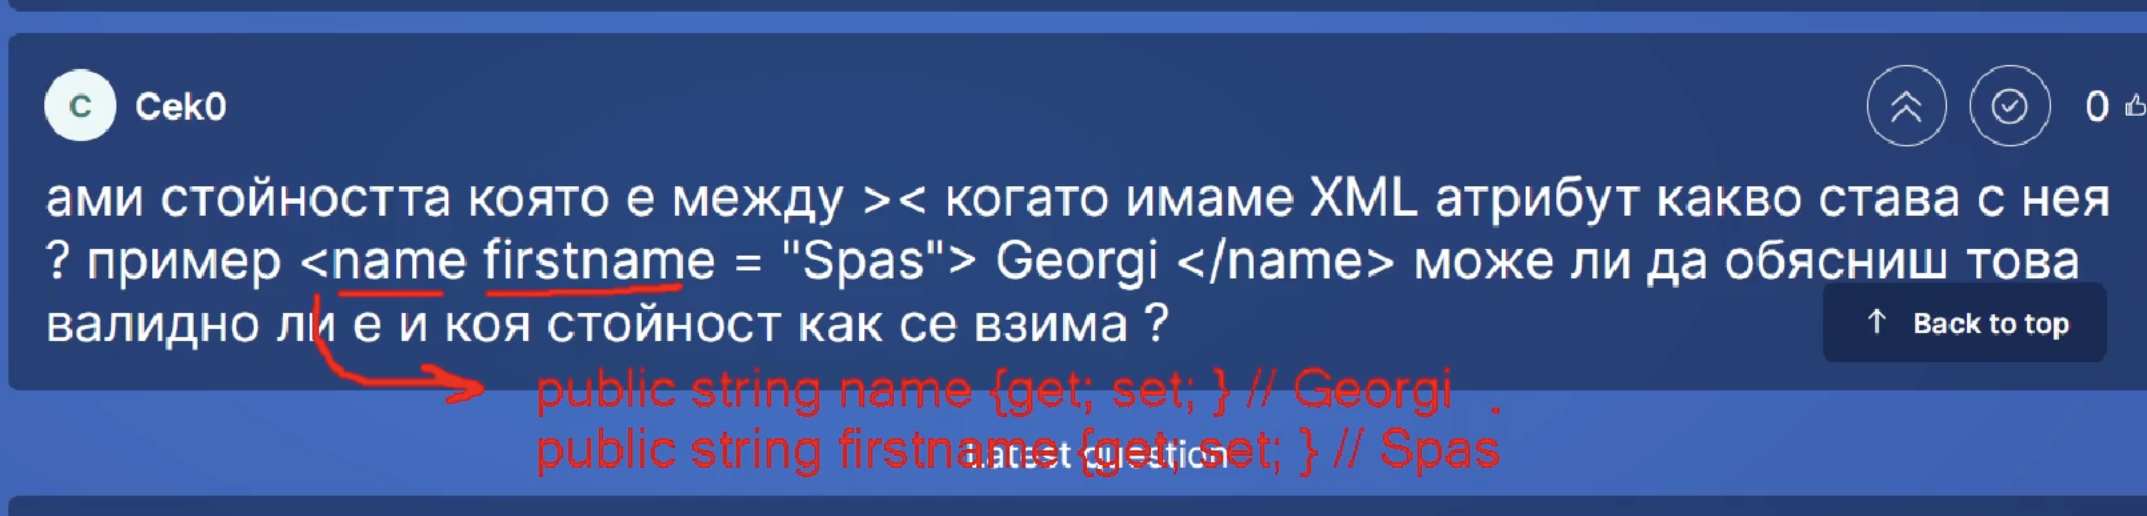 C Cek0
0
ами стойността която е между >< когато имаме XML атрибут какво става с нея
? пример <name firstname = "Spas"> Georgi </name> може ли да обясниш това
валидно ли е и коя стойност как се взима ?
↑ Back to top
public string name {get; set; } // Georgi .
public string firstname {get; set; } // Spas
Latest question